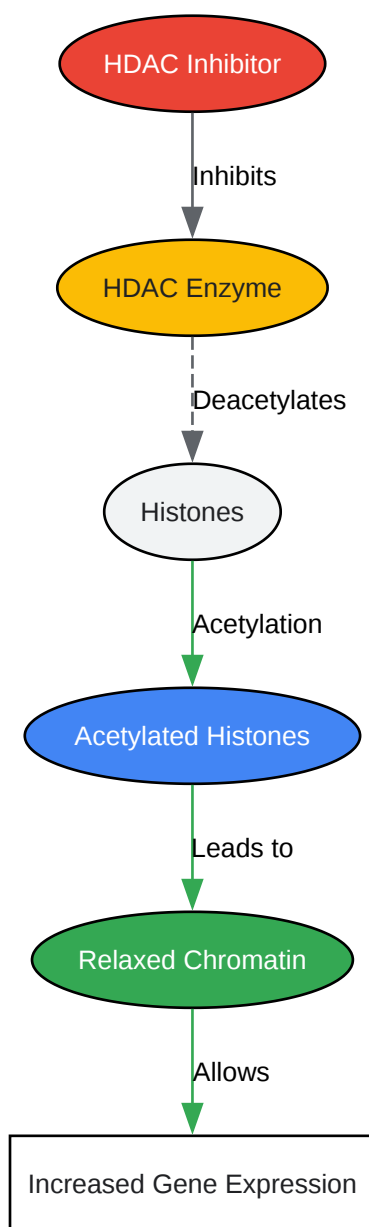 HDAC Inhibitor
Inhibits
HDAC Enzyme
Deacetylates
Histones
Acetylation
Acetylated Histones
Leads to
Relaxed Chromatin
Allows
Increased Gene Expression